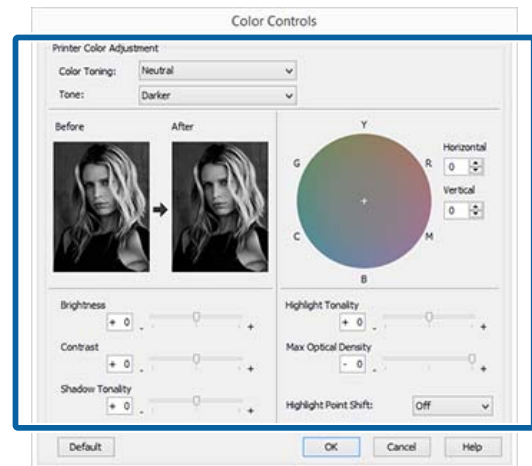 Color Controls
Printer Color Adjustment
Color Toning: Neutral
Tone: Darker
Before After
Y
G R
C M
B
Horizontal
0
Vertical
0
Brightness
+ 0 - +
Contrast
+ 0 - +
Shadow Tonality
+ 0 - +
Highlight Tonality
+ 0 - +
Max Optical Density
- 0 - +
Highlight Point Shift: Off
Default OK Cancel Help